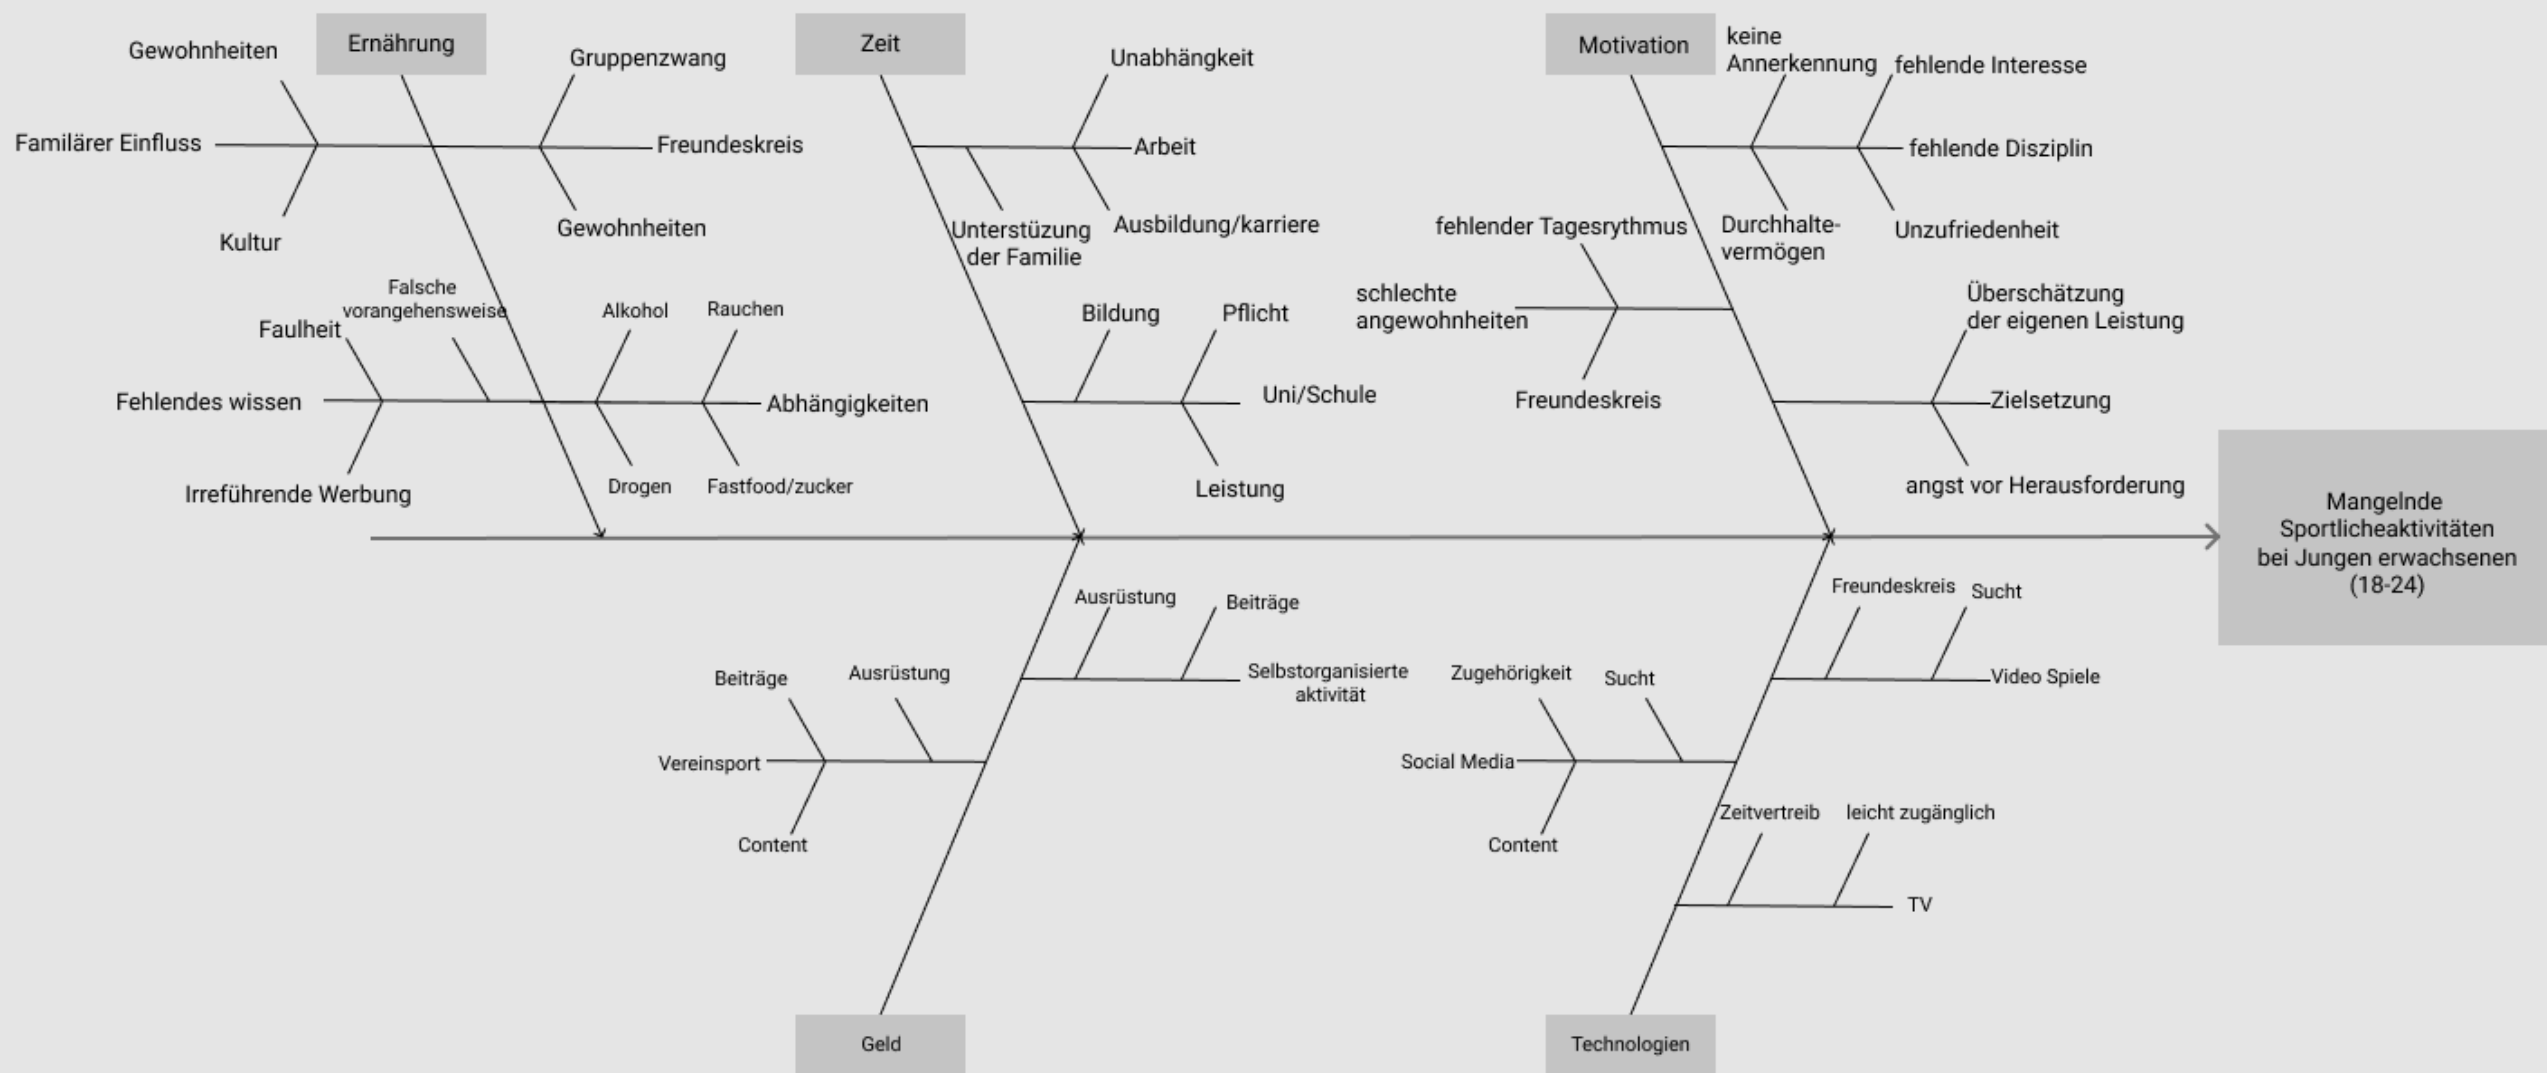 Ernährung
Gewohnheiten
Gruppenzwang
Familärer Einfluss
Freundeskreis
Kultur
Gewohnheiten
Falsche
vorangehensweise
Faulheit
Alkohol
Rauchen
Fehlendes wissen
Abhängigkeiten
Irreführende Werbung
Drogen
Fastfood/zucker
Zeit
Unabhängkeit
Arbeit
Unterstüzung
der Familie
Ausbildung/karriere
Bildung
Pflicht
Uni/Schule
Leistung
Motivation
keine
Annerkennung
fehlende Interesse
fehlende Disziplin
Durchhalte-
vermögen
Unzufriedenheit
fehlender Tagesrythmus
schlechte
angewohnheiten
Freundeskreis
Überschätzung
der eigenen Leistung
Zielsetzung
angst vor Herausforderung
Mangelnde
Sportlicheaktivitäten
bei Jungen erwachsenen
(18-24)
Ausrüstung
Beiträge
Selbstorganisierte
aktivität
Beiträge
Ausrüstung
Vereinsport
Content
Geld
Freundeskreis
Sucht
Video Spiele
Zugehörigkeit
Sucht
Social Media
Content
Zeitvertreib
leicht zugänglich
TV
Technologien